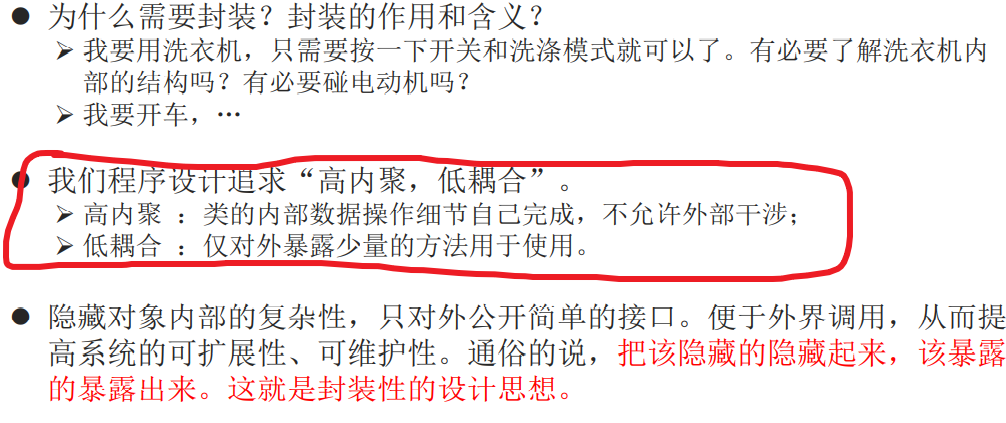 ● 为什么需要封装？封装的作用和含义？
➢ 我要用洗衣机，只需要按一下开关和洗涤模式就可以了。有必要了解洗衣机内
部的结构吗？有必要碰电动机吗？
➢ 我要开车，…
● 我们程序设计追求“高内聚，低耦合”。
➢ 高内聚 ：类的内部数据操作细节自己完成，不允许外部干涉；
➢ 低耦合 ：仅对外暴露少量的方法用于使用。
● 隐藏对象内部的复杂性，只对外公开简单的接口。便于外界调用，从而提
高系统的可扩展性、可维护性。通俗的说，把该隐藏的隐藏起来，该暴露
的暴露出来。这就是封装性的设计思想。